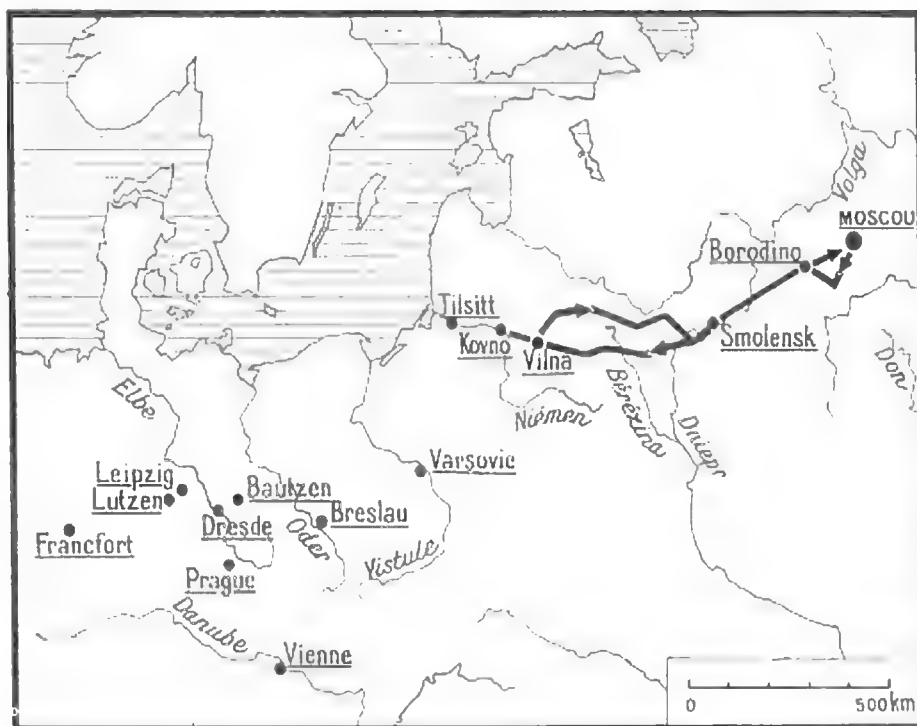 Volga
MOSCOU
Borodino
Tilsitt
Kovno
Vilna
Smolensk
Don
Elbe
Niémen
Bérézina
Dniepr
Leipzig
Lutzen
Bautzen
Varsovie
Dresde
Oder
Breslau
Francfort
Prague
Vistule
Danube
Vienne
0 500km